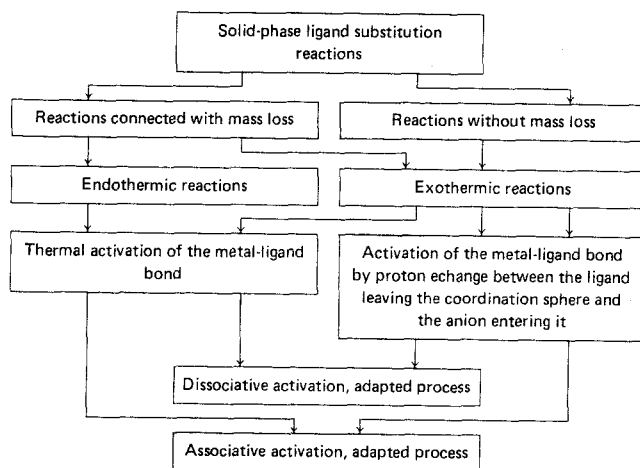 Solid-phase ligand substitution
reactions
Reactions connected with mass loss
Reactions without mass loss
Endothermic reactions
Exothermic reactions
Thermal activation of the metal-ligand
bond
Activation of the metal-ligand bond
by proton echange between the ligand
leaving the coordination sphere and
the anion entering it
Dissociative activation, adapted process
Associative activation, adapted process